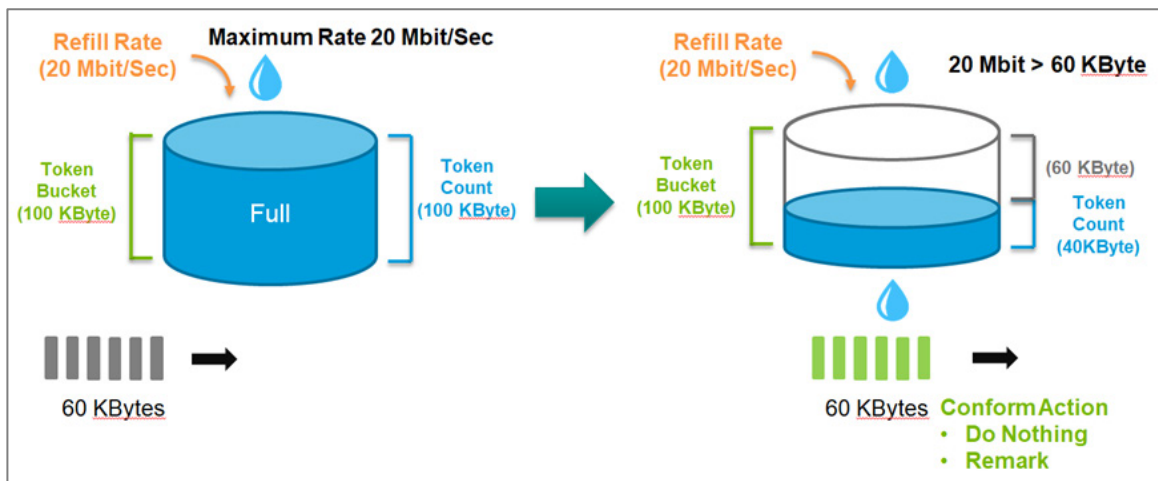 Refill Rate
(20 Mbit/Sec)
Maximum Rate 20 Mbit/Sec
Token
Bucket
(100 KByte)
Full
Token
Count
(100 KByte)
60 KBytes
Refill Rate
(20 Mbit/Sec)
20 Mbit > 60 KByte
Token
Bucket
(100 KByte)
(60 KByte)
Token
Count
(40KByte)
60 KBytes
ConformAction
• Do Nothing
• Remark